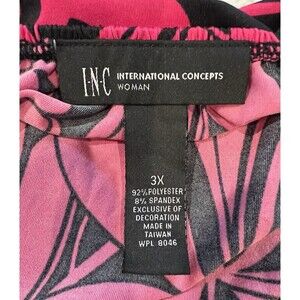 I·N·C INTERNATIONAL CONCEPTS
WOMAN
3X
92% POLYESTER
8% SPANDEX
EXCLUSIVE OF
DECORATION
MADE IN
TAIWAN
WPL 8046